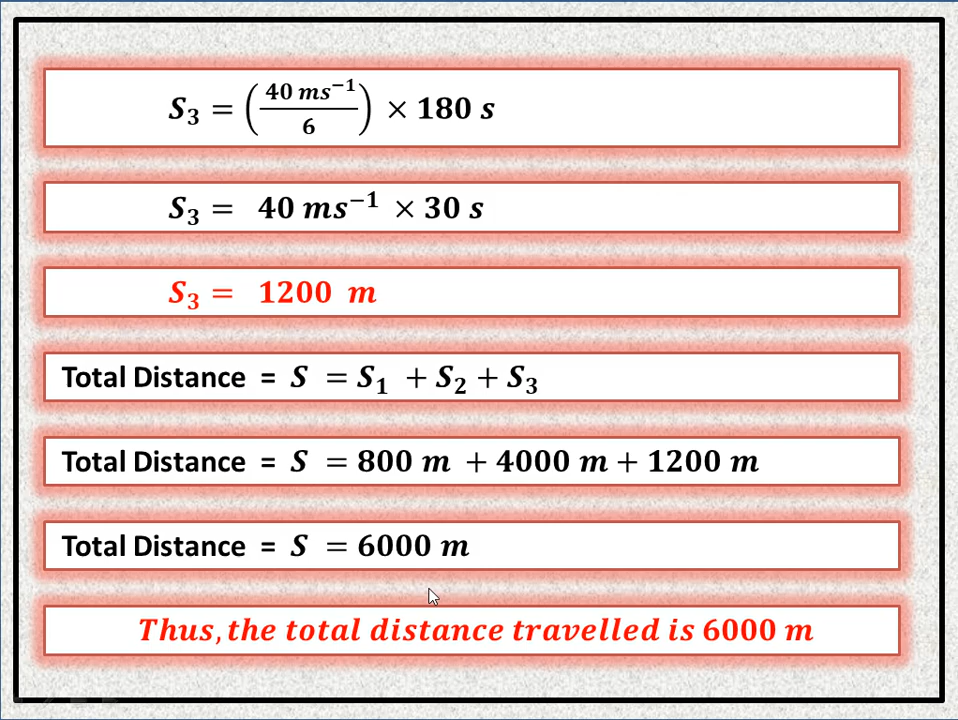 S₃ = (40 ms⁻¹/6) × 180 s
S₃ = 40 ms⁻¹ × 30 s
S₃ = 1200 m
Total Distance = S = S₁ + S₂ + S₃
Total Distance = S = 800 m + 4000 m + 1200 m
Total Distance = S = 6000 m
Thus, the total distance travelled is 6000 m